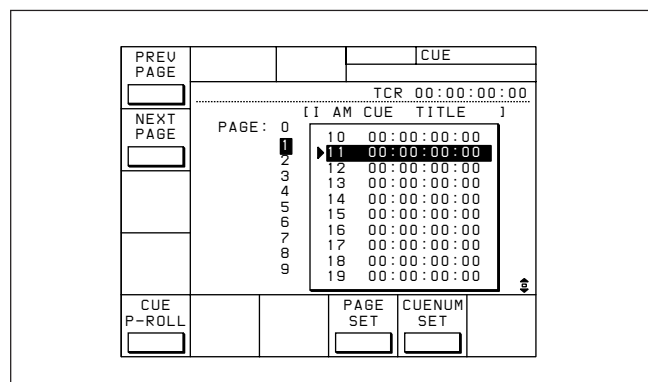 CUE
PREV
PAGE
TCR 00:00:00:00
[I AM CUE TITLE ]
NEXT
PAGE
PAGE: 0
1
2
3
4
5
6
7
8
9
10 00:00:00:00
11 00:00:00:00
12 00:00:00:00
13 00:00:00:00
14 00:00:00:00
15 00:00:00:00
16 00:00:00:00
17 00:00:00:00
18 00:00:00:00
19 00:00:00:00
CUE
P-ROLL
PAGE
SET
CUENUM
SET